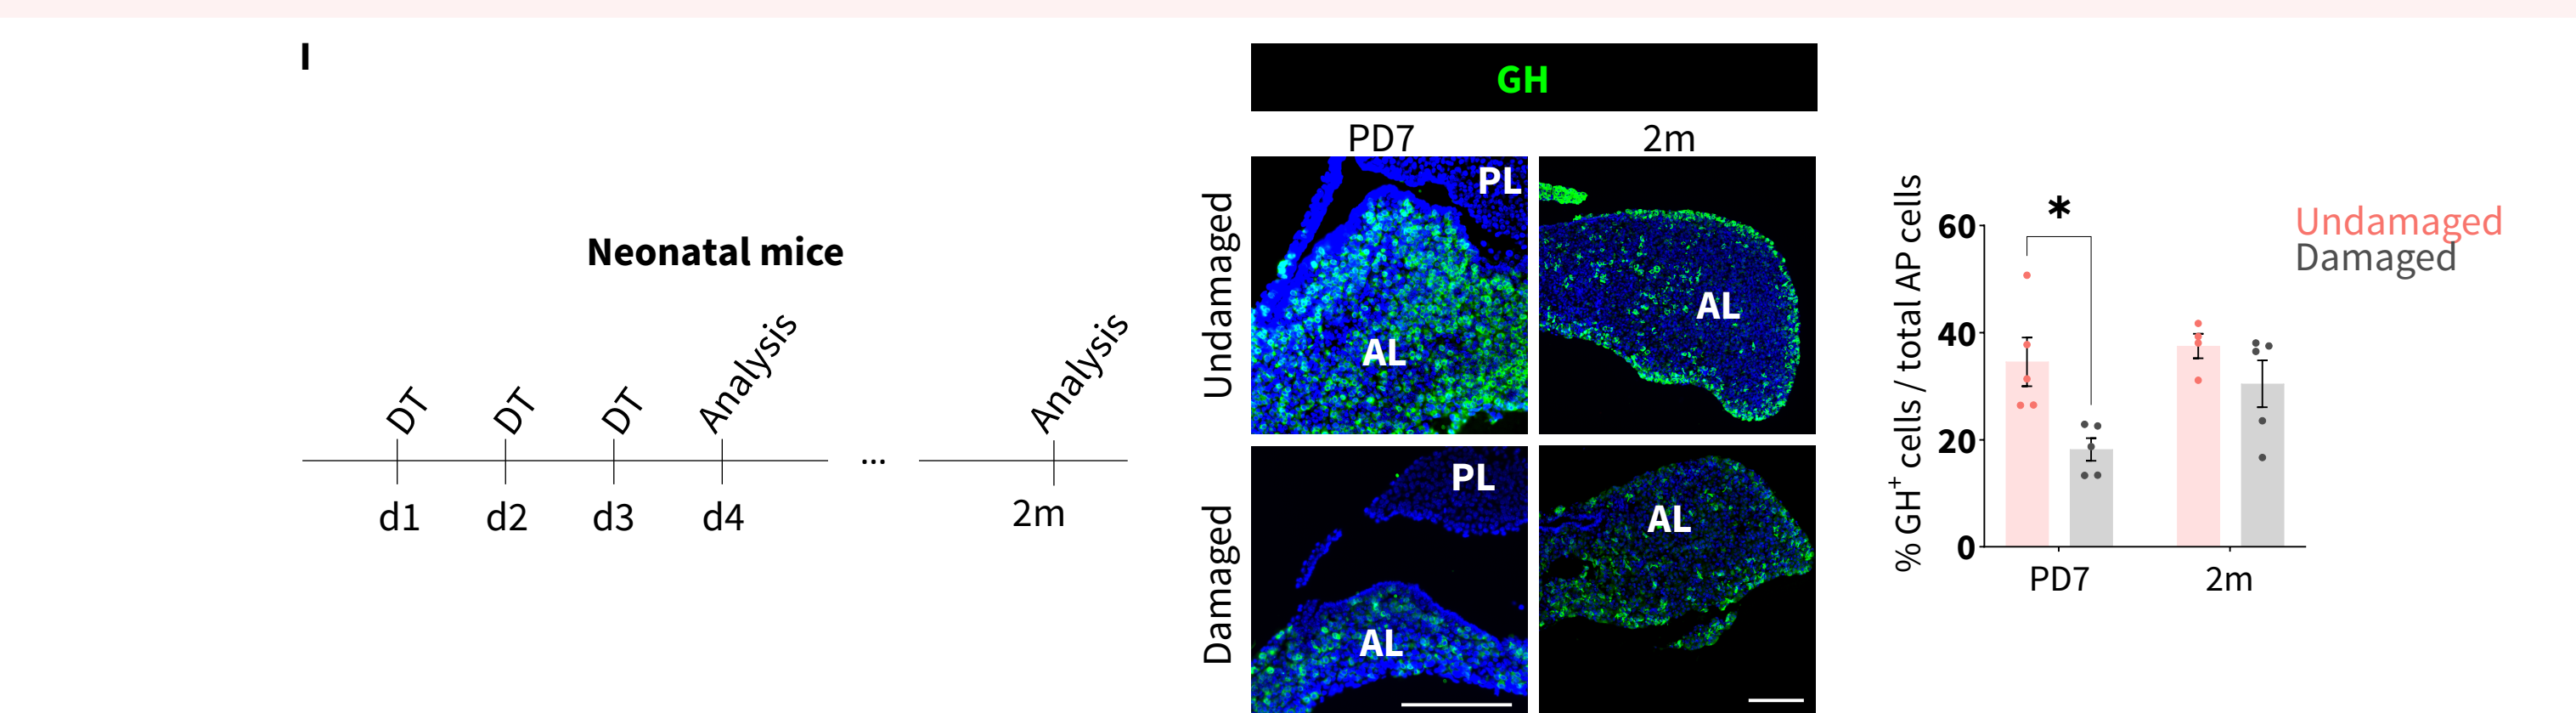 I
Neonatal mice
DT DT DT Analysis Analysis
...
d1 d2 d3 d4 2m
GH
PD7 2m
Undamaged
PL
AL
AL
Damaged
PL
AL
AL
% GH+ cells / total AP cells
*
60
40
20
0
PD7 2m
Undamaged
Damaged